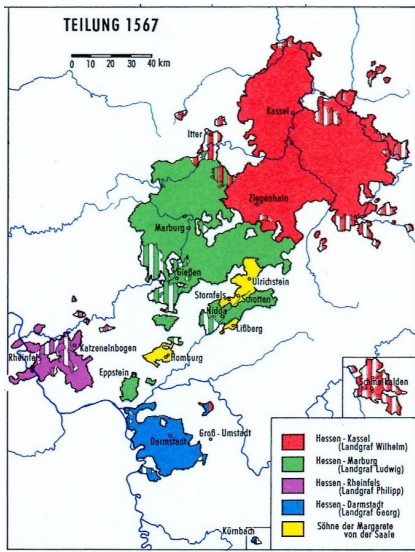 TEILUNG 1567
0 10 20 30 40 km
Kassel
Itter
Ziegenhain
Marburg
Gießen
Ulrichstein
Stornfels
Schotten
Nidda
Lißberg
Homburg
Katzenelnbogen
Rheinfels
Eppstein
Schmalkalden
Groß-Umstadt
Darmstadt
Kürnbach
Hessen-Kassel
(Landgraf Wilhelm)
Hessen-Marburg
(Landgraf Ludwig)
Hessen-Rheinfels
(Landgraf Philipp)
Hessen-Darmstadt
(Landgraf Georg)
Söhne der Margarete
von der Saale